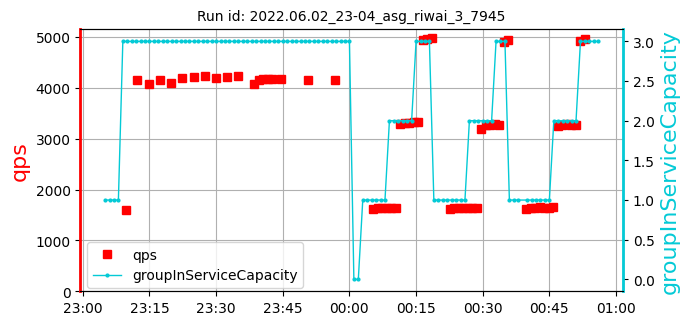 Run id: 2022.06.02_23-04_asg_riwai_3_7945
qps
5000
4000
3000
2000
1000
0
3.0
2.5
2.0
1.5
1.0
0.5
0.0
groupInServiceCapacity
qps
groupInServiceCapacity
23:00 23:15 23:30 23:45 00:00 00:15 00:30 00:45 01:00